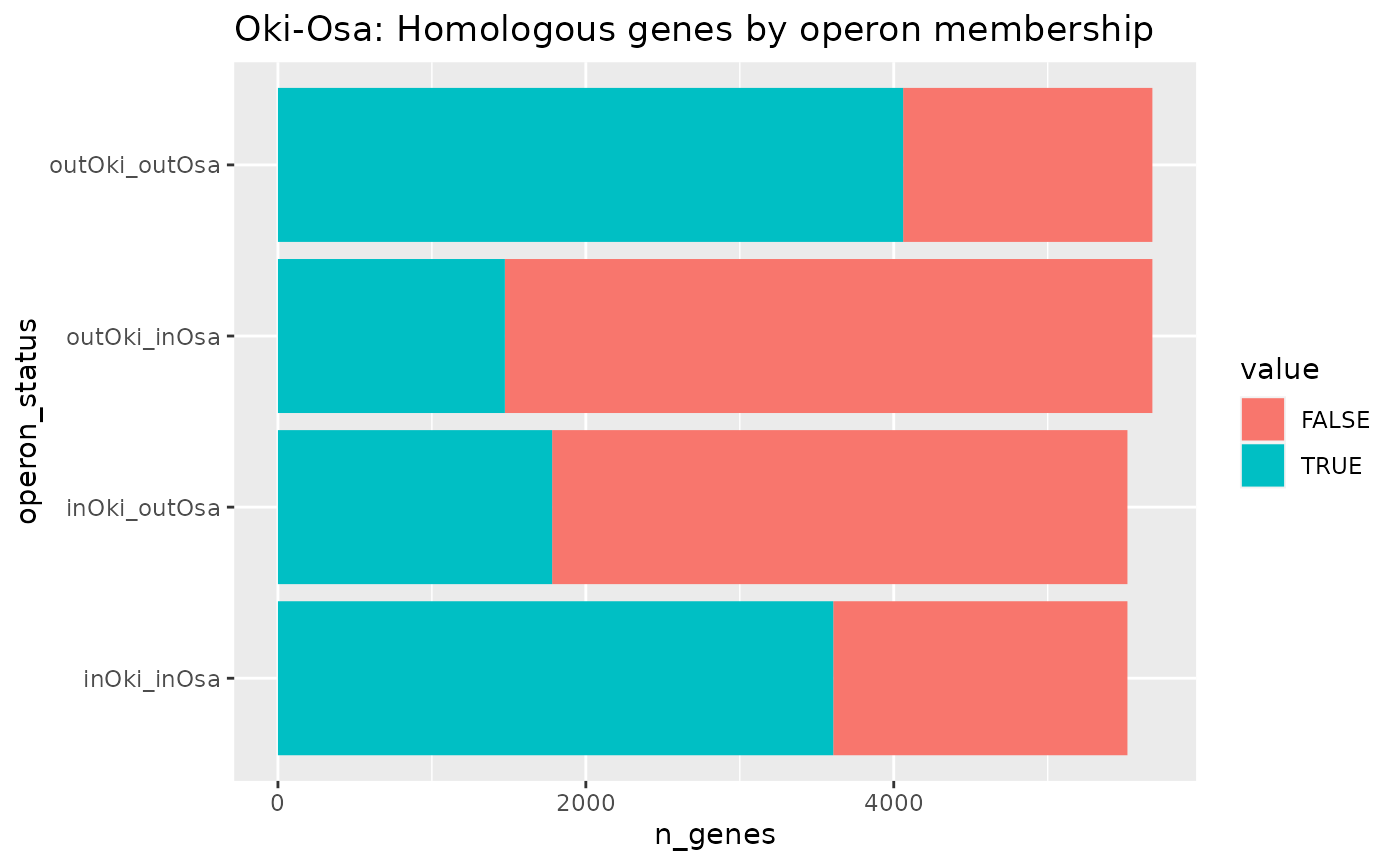 Oki-Osa: Homologous genes by operon membership
outOki_outOsa
outOki_inOsa
inOki_outOsa
inOki_inOsa
operon_status
0
2000
4000
n_genes
value
FALSE
TRUE